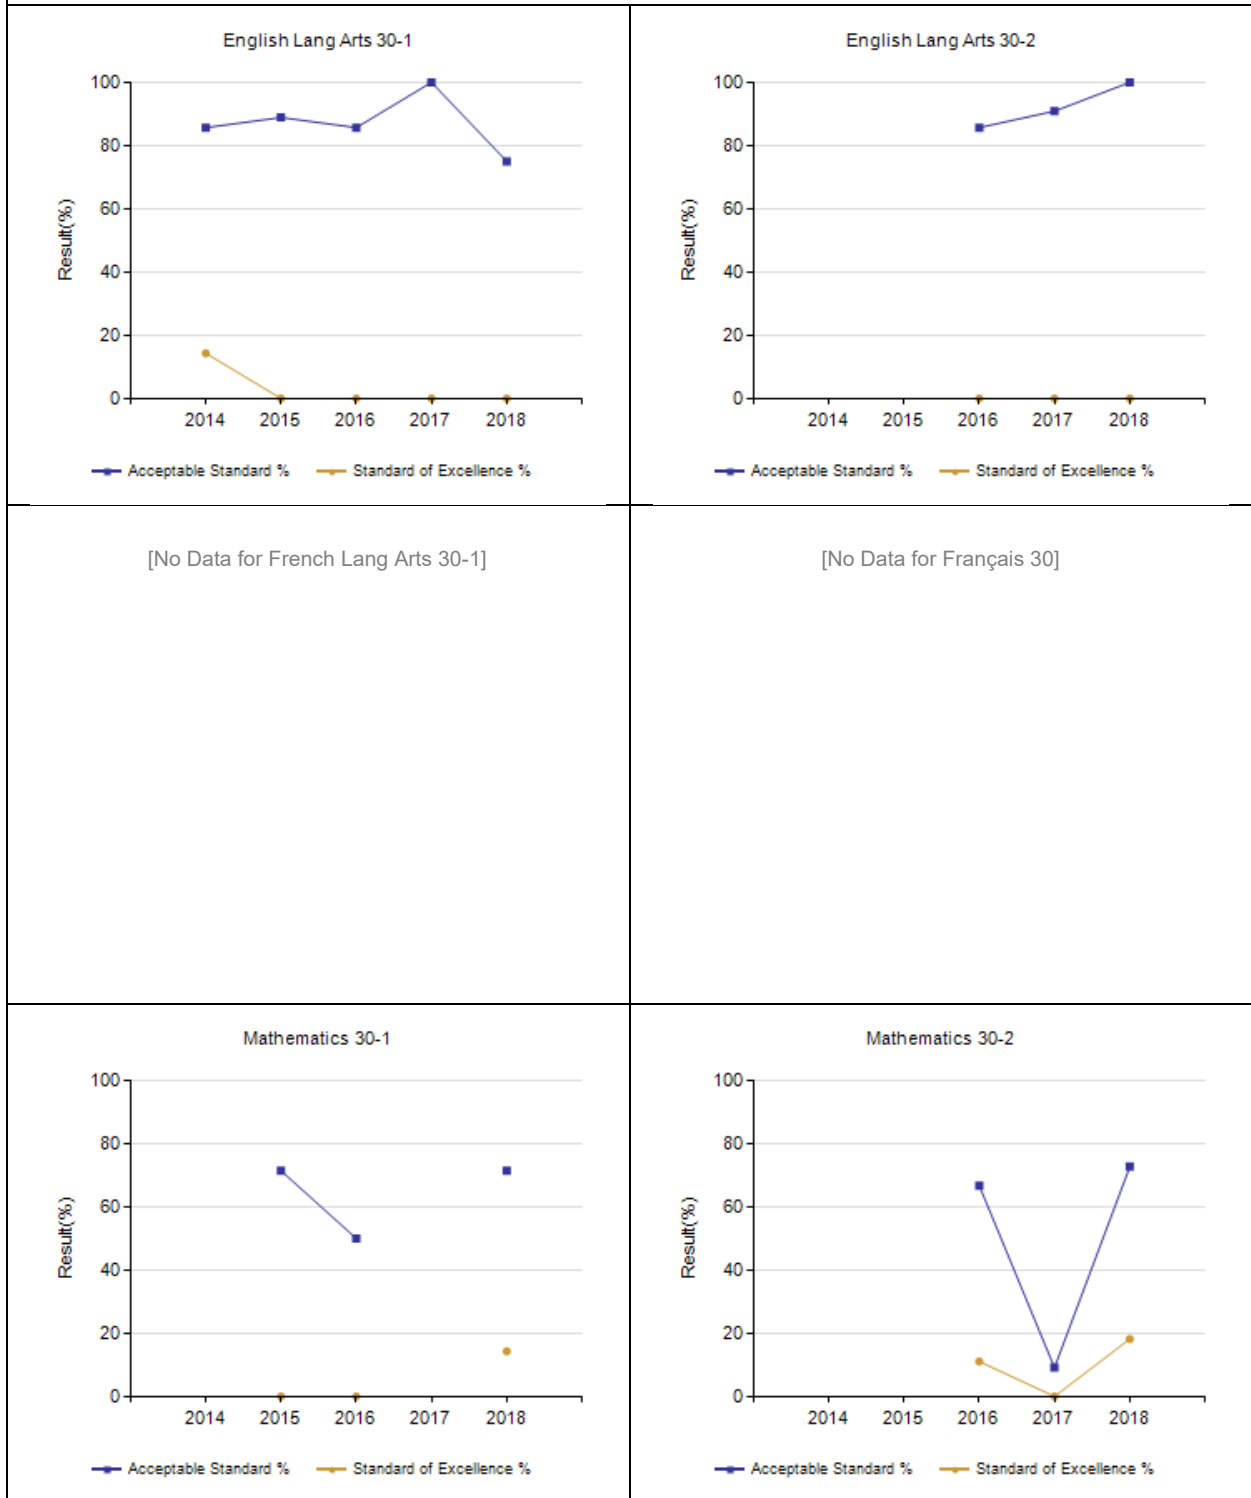 English Lang Arts 30-1
100
80
60
40
20
0
Result(%)
2014 2015 2016 2017 2018
Acceptable Standard % Standard of Excellence %
English Lang Arts 30-2
100
80
60
40
20
0
Result(%)
2014 2015 2016 2017 2018
Acceptable Standard % Standard of Excellence %
[No Data for French Lang Arts 30-1]
[No Data for Français 30]
Mathematics 30-1
100
80
60
40
20
0
Result(%)
2014 2015 2016 2017 2018
Acceptable Standard % Standard of Excellence %
Mathematics 30-2
100
80
60
40
20
0
Result(%)
2014 2015 2016 2017 2018
Acceptable Standard % Standard of Excellence %